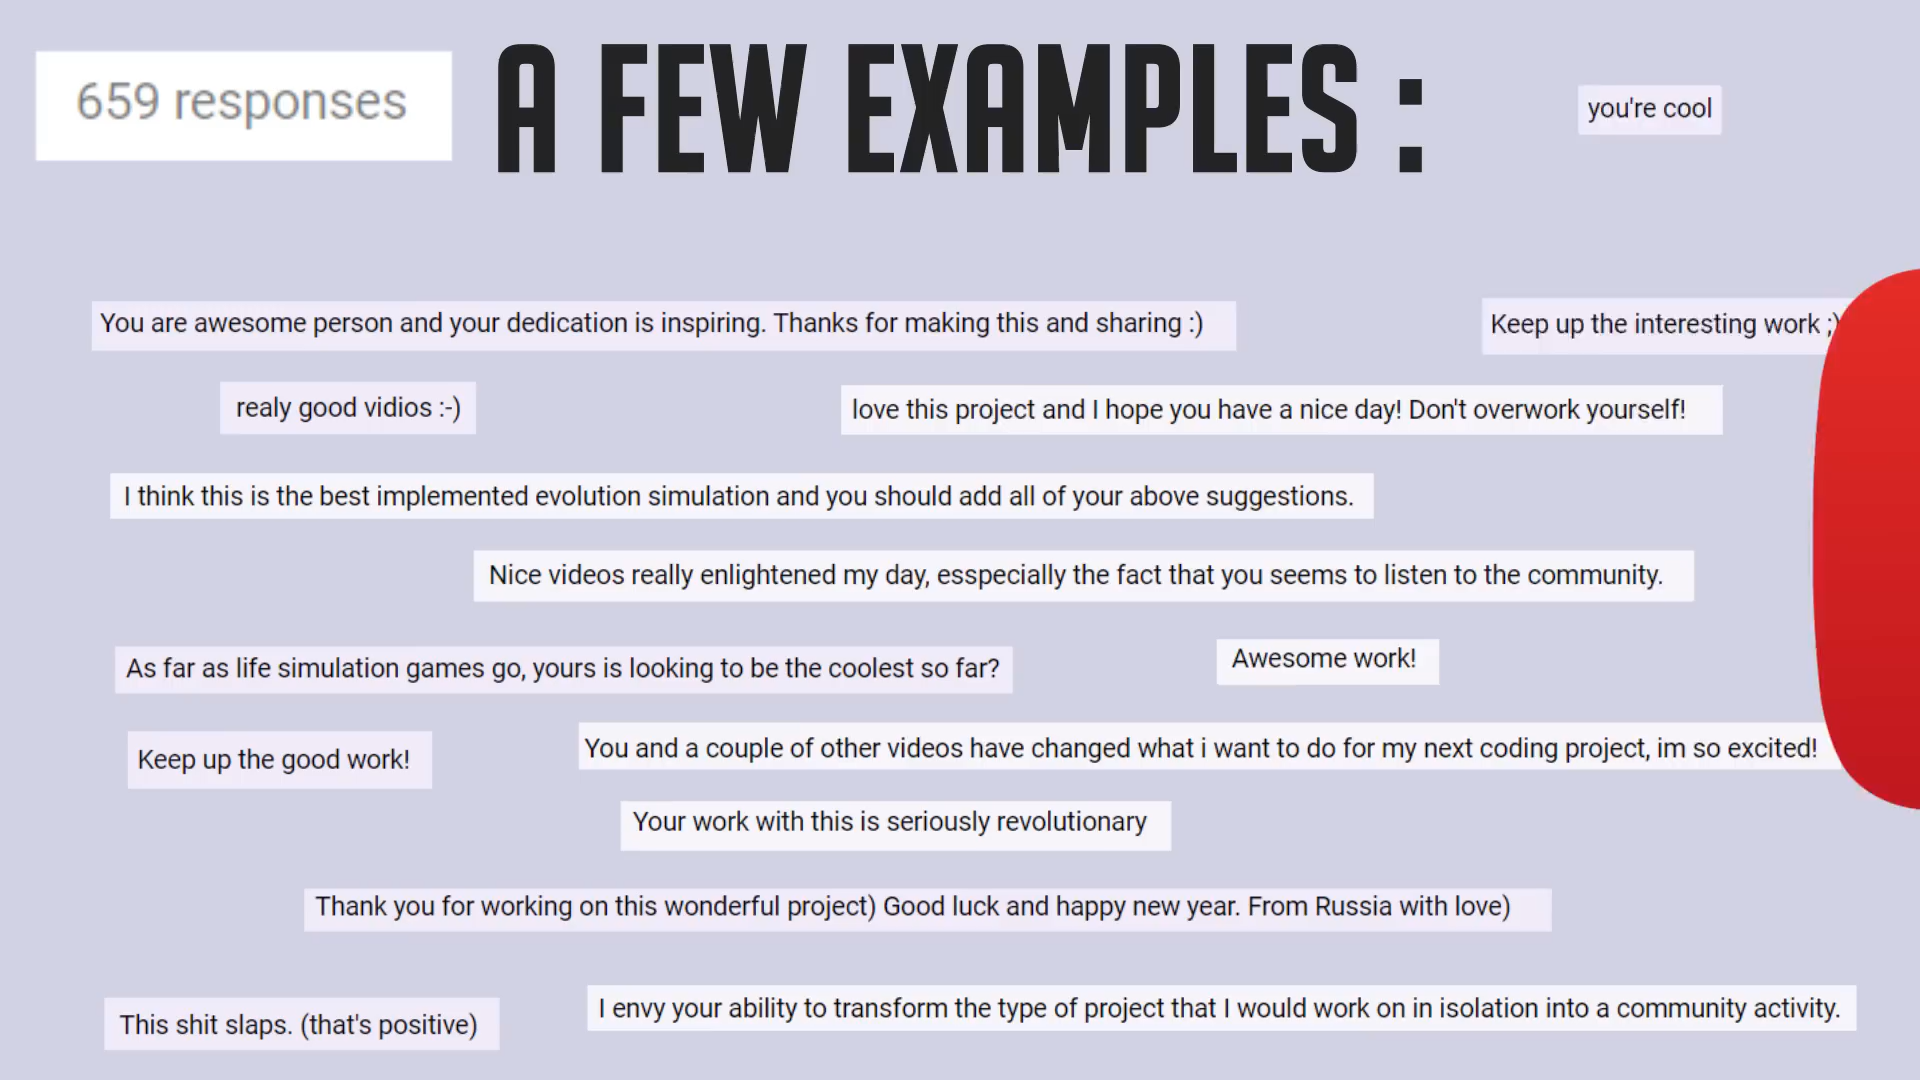 659 responses
A FEW EXAMPLES :
you're cool
You are awesome person and your dedication is inspiring. Thanks for making this and sharing :)
Keep up the interesting work ;)
realy good vidios :-)
love this project and I hope you have a nice day! Don't overwork yourself!
I think this is the best implemented evolution simulation and you should add all of your above suggestions.
Nice videos really enlightened my day, esspecially the fact that you seems to listen to the community.
As far as life simulation games go, yours is looking to be the coolest so far?
Awesome work!
Keep up the good work!
You and a couple of other videos have changed what i want to do for my next coding project, im so excited!
Your work with this is seriously revolutionary
Thank you for working on this wonderful project) Good luck and happy new year. From Russia with love)
This shit slaps. (that's positive)
I envy your ability to transform the type of project that I would work on in isolation into a community activity.